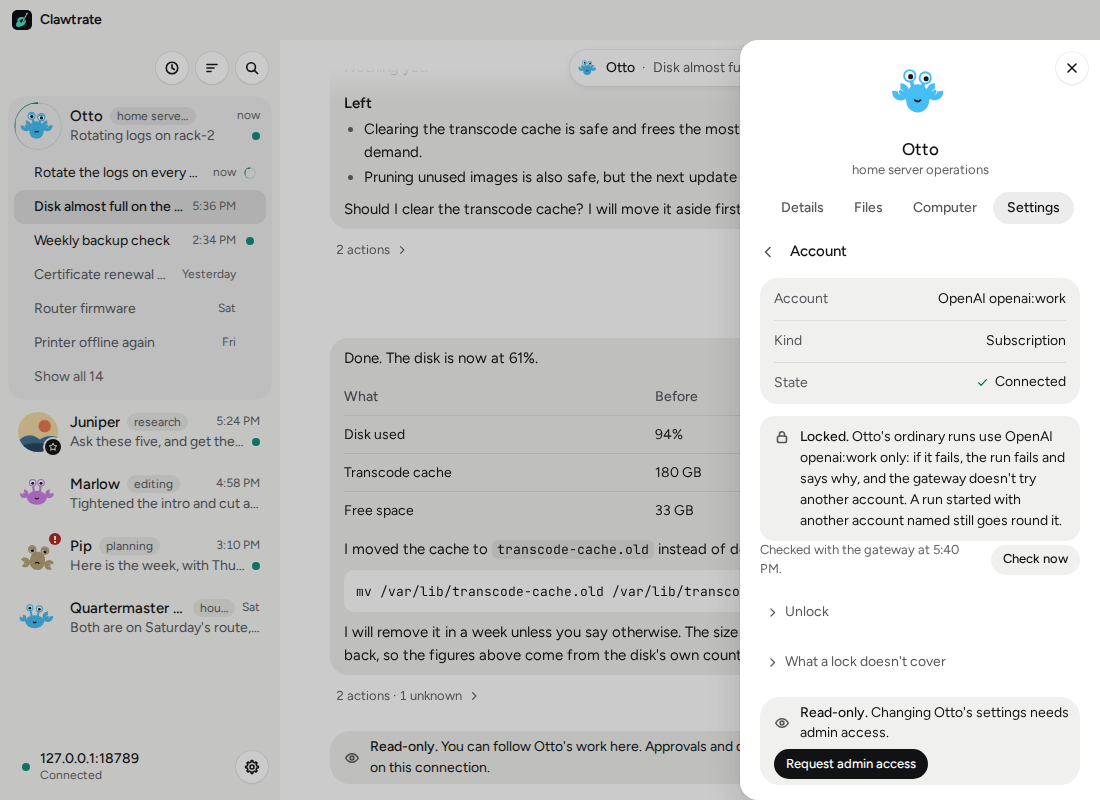 Clawtrate
Otto
home serve...
now
Rotating logs on rack-2
Rotate the logs on every ...
now
Disk almost full on the ...
5:36 PM
Weekly backup check
2:34 PM
Certificate renewal ...
Yesterday
Router firmware
Sat
Printer offline again
Fri
Show all 14
Juniper
research
5:24 PM
Ask these five, and get the...
Marlow
editing
4:58 PM
Tightened the intro and cut a...
Pip
planning
3:10 PM
Here is the week, with Thu...
Quartermaster ...
hou...
Sat
Both are on Saturday's route,...
127.0.0.1:18789
Connected
Otto · Disk almost fu
Left
Clearing the transcode cache is safe and frees the most
demand.
Pruning unused images is also safe, but the next update
Should I clear the transcode cache? I will move it aside first
2 actions
Done. The disk is now at 61%.
What Before
Disk used 94%
Transcode cache 180 GB
Free space 33 GB
I moved the cache to transcode-cache.old instead of d
mv /var/lib/transcode-cache.old /var/lib/transco
I will remove it in a week unless you say otherwise. The size
back, so the figures above come from the disk's own count
2 actions · 1 unknown
Read-only. You can follow Otto's work here. Approvals and
on this connection.
Otto
home server operations
Details
Files
Computer
Settings
Account
Account OpenAI openai:work
Kind Subscription
State Connected
Locked. Otto's ordinary runs use OpenAI
openai:work only: if it fails, the run fails and
says why, and the gateway doesn't try
another account. A run started with
another account named still goes round it.
Checked with the gateway at 5:40
PM.
Check now
Unlock
What a lock doesn't cover
Read-only. Changing Otto's settings needs
admin access.
Request admin access